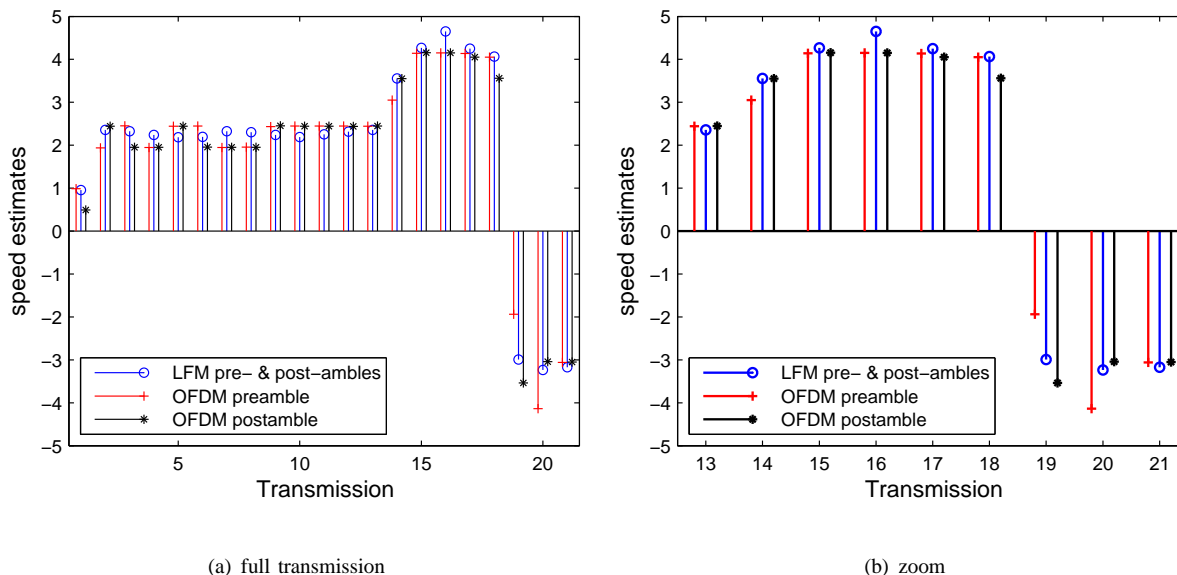 5
4
3
2
1
0
−1
−2
−3
−4
−5
speed estimates
LFM pre− & post−ambles
OFDM preamble
OFDM postamble
5 10 15 20
Transmission
(a) full transmission
5
4
3
2
1
0
−1
−2
−3
−4
−5
speed estimates
LFM pre− & post−ambles
OFDM preamble
OFDM postamble
13 14 15 16 17 18 19 20 21
Transmission
(b) zoom